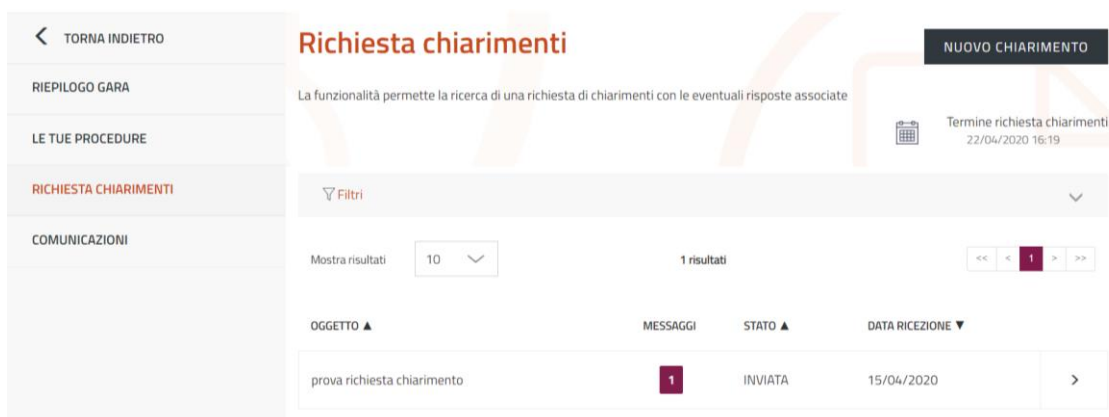 TORNA INDIETRO
RIEPILOGO GARA
LE TUE PROCEDURE
RICHIESTA CHIARIMENTI
COMUNICAZIONI
Richiesta chiarimenti
NUOVO CHIARIMENTO
La funzionalità permette la ricerca di una richiesta di chiarimenti con le eventuali risposte associate
Termine richiesta chiarimenti
22/04/2020 16:19
Filtri
Mostra risultati 10 1 risultati << < 1 > >>
OGGETTO ▲ MESSAGGI STATO ▲ DATA RICEZIONE ▼
prova richiesta chiarimento 1 INVIATA 15/04/2020 >